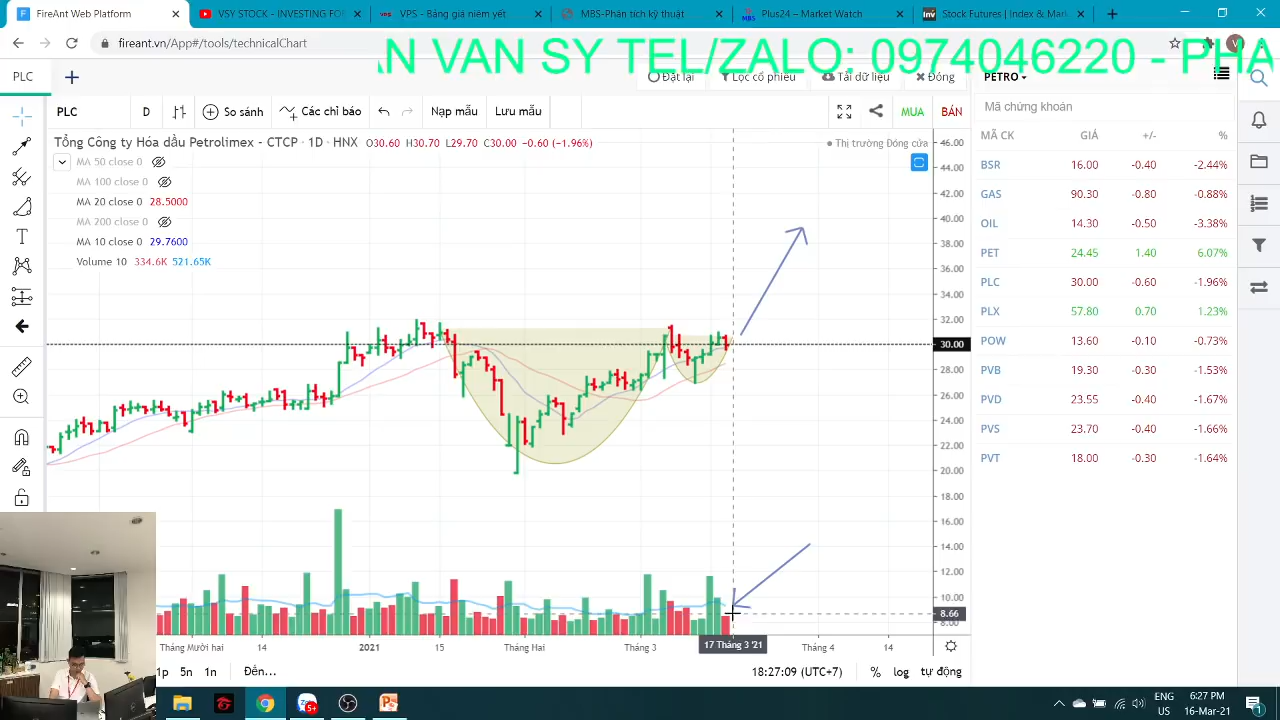 FireAnt Web - App
VSY STOCK - INVESTING FOR
VPS - Bảng giá niêm yết
MBS-Phân tích kỹ thuật
Plus24 – Market Watch
Stock Futures | Index & Mark
fireant.vn/App#/tools/technicalChart
AN VAN SY TEL/ZALO: 0974046220 - PHA
PLC
Đặt lại
Lọc cổ phiếu
Tải dữ liệu
Đóng
PETRO
PLC D So sánh Các chỉ báo Nạp mẫu Lưu mẫu MUA BÁN
Mã chứng khoán
Tổng Công ty Hóa dầu Petrolimex - CTCP · 1D · HNX O30.60 H30.70 L29.70 C30.00 -0.60 (-1.96%)
Thị trường Đóng cửa
MA 50 close 0
MA 100 close 0
MA 20 close 0 28.5000
MA 200 close 0
MA 10 close 0 29.7600
Volume 10 334.6K 521.65K
46.00
44.00
42.00
40.00
38.00
36.00
34.00
32.00
30.00
28.00
26.00
24.00
22.00
20.00
18.00
16.00
14.00
12.00
10.00
8.66
8.00
MÃ CK GIÁ +/- %
BSR 16.00 -0.40 -2.44%
GAS 90.30 -0.80 -0.88%
OIL 14.30 -0.50 -3.38%
PET 24.45 1.40 6.07%
PLC 30.00 -0.60 -1.96%
PLX 57.80 0.70 1.23%
POW 13.60 -0.10 -0.73%
PVB 19.30 -0.30 -1.53%
PVD 23.55 -0.40 -1.67%
PVS 23.70 -0.40 -1.66%
PVT 18.00 -0.30 -1.64%
Tháng Mười hai 14 2021 15 Tháng Hai Tháng 3 17 Tháng 3 '21 Tháng 4 14
1p 5n 1n Đến... 18:27:09 (UTC+7) % log tự động
ENG
US
6:27 PM
16-Mar-21